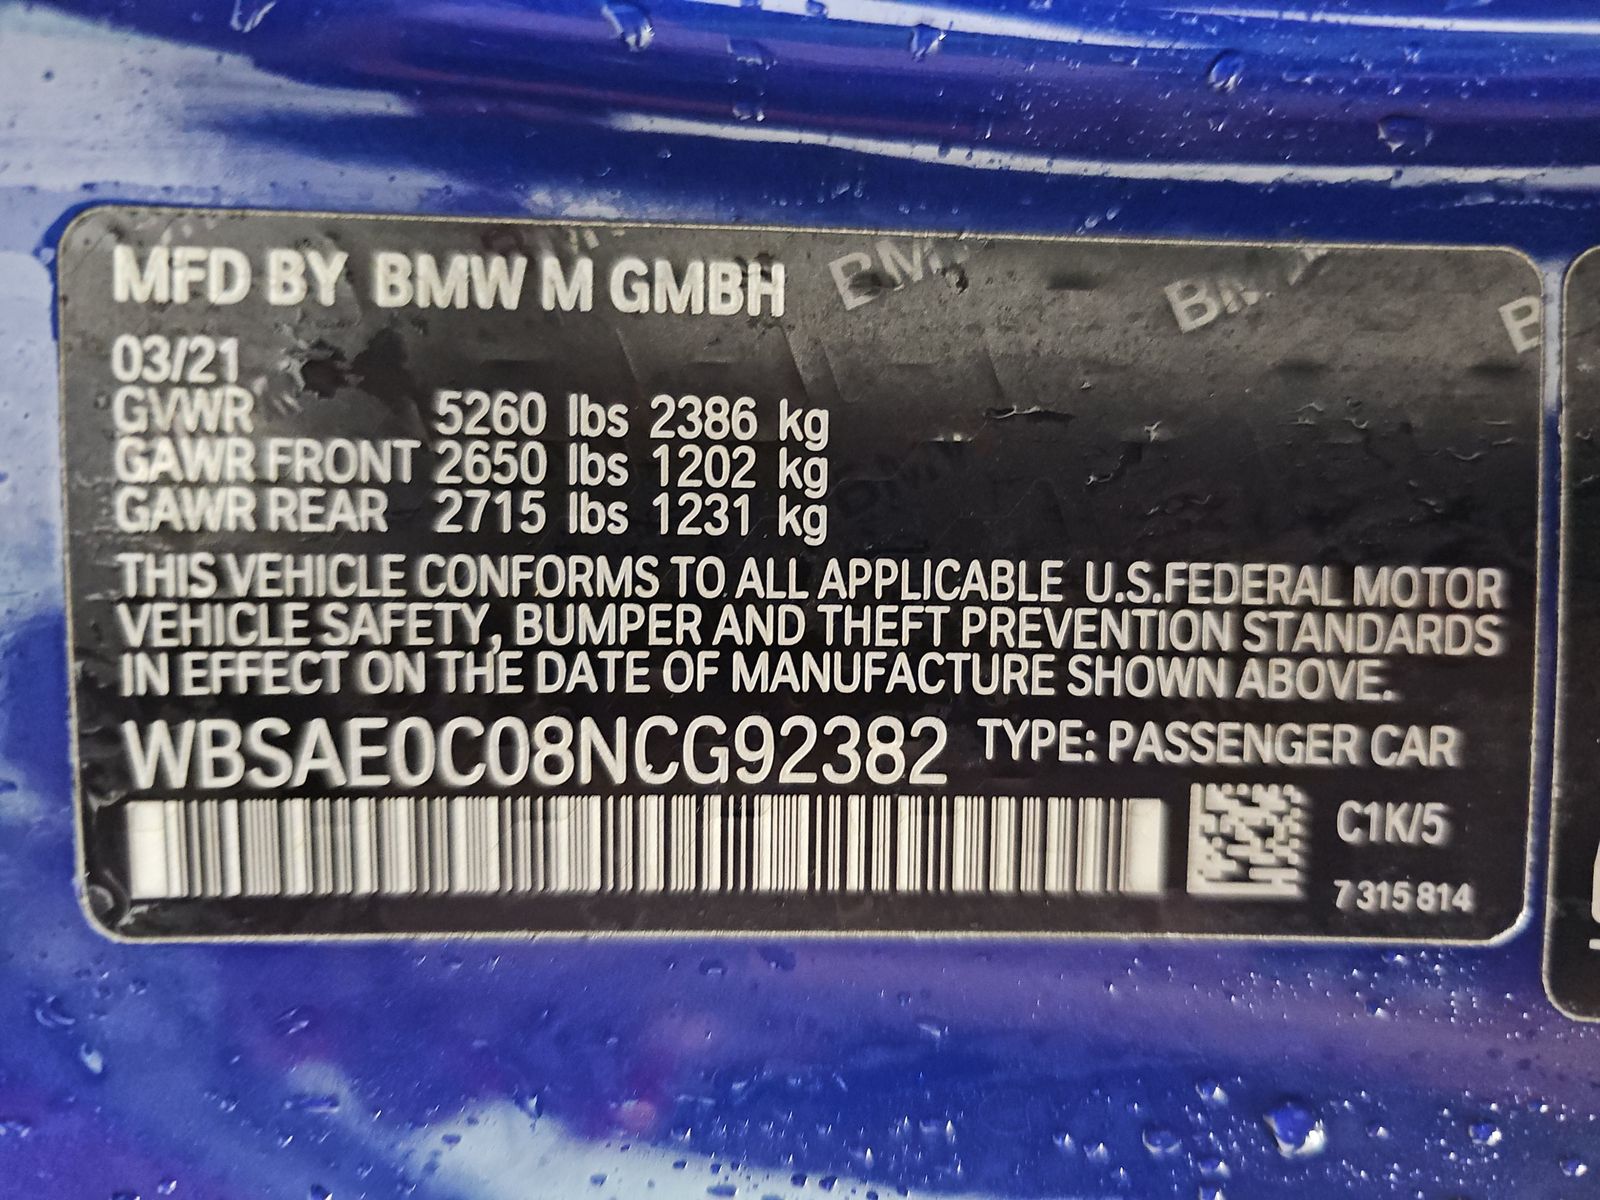 MFD BY BMW M GMBH
03/21
GVWR 5260 lbs 2386 kg
GAWR FRONT 2650 lbs 1202 kg
GAWR REAR 2715 lbs 1231 kg
THIS VEHICLE CONFORMS TO ALL APPLICABLE U.S.FEDERAL MOTOR
VEHICLE SAFETY, BUMPER AND THEFT PREVENTION STANDARDS
IN EFFECT ON THE DATE OF MANUFACTURE SHOWN ABOVE.
WBSAE0C08NCG92382 TYPE: PASSENGER CAR
C1K/5
7 315 814